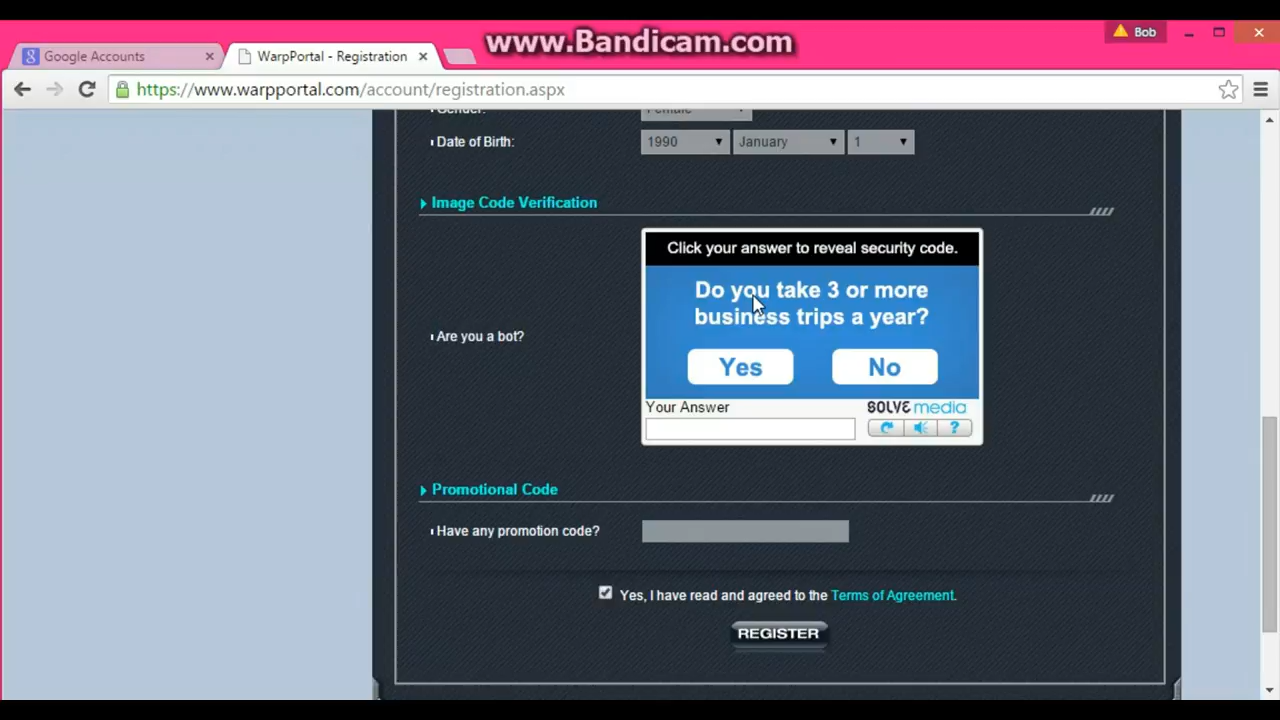 www.Bandicam.com
Bob
Google Accounts
WarpPortal - Registration
https://www.warpportal.com/account/registration.aspx
Gender:
Female
Date of Birth:
1990
January
1
Image Code Verification
Click your answer to reveal security code.
Do you take 3 or more
business trips a year?
Are you a bot?
Yes
No
Your Answer
SOLVE media
?
Promotional Code
Have any promotion code?
Yes, I have read and agreed to the Terms of Agreement.
REGISTER